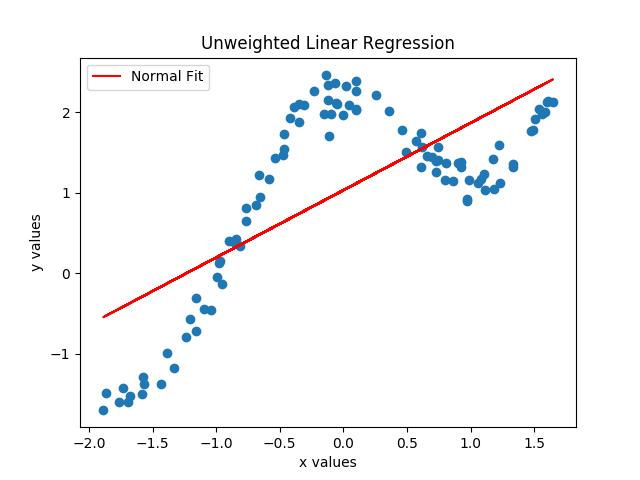 Unweighted Linear Regression
Normal Fit
y values
2
1
0
−1
−2.0 −1.5 −1.0 −0.5 0.0 0.5 1.0 1.5
x values